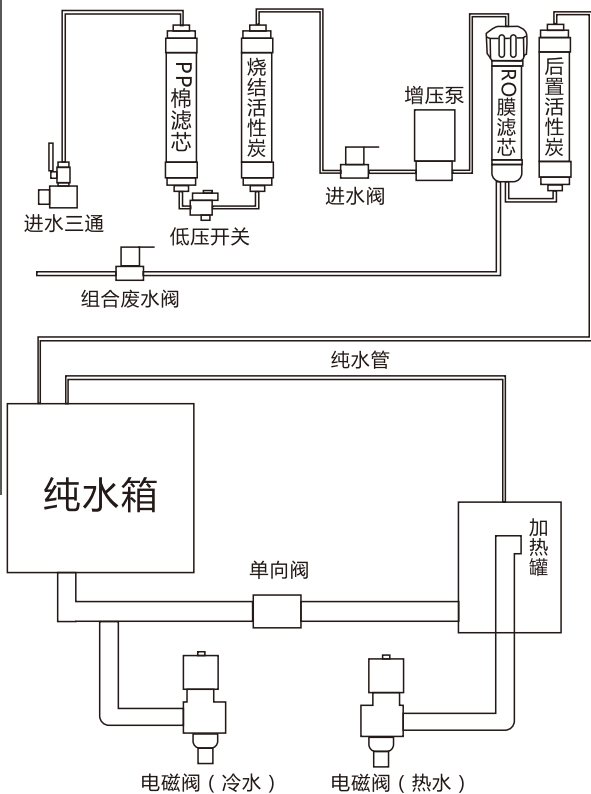 PP棉滤芯
烧结活性炭
增压泵
RO膜滤芯
后置活性炭
进水三通
低压开关
进水阀
组合废水阀
纯水管
纯水箱
加热罐
单向阀
电磁阀（冷水）
电磁阀（热水）